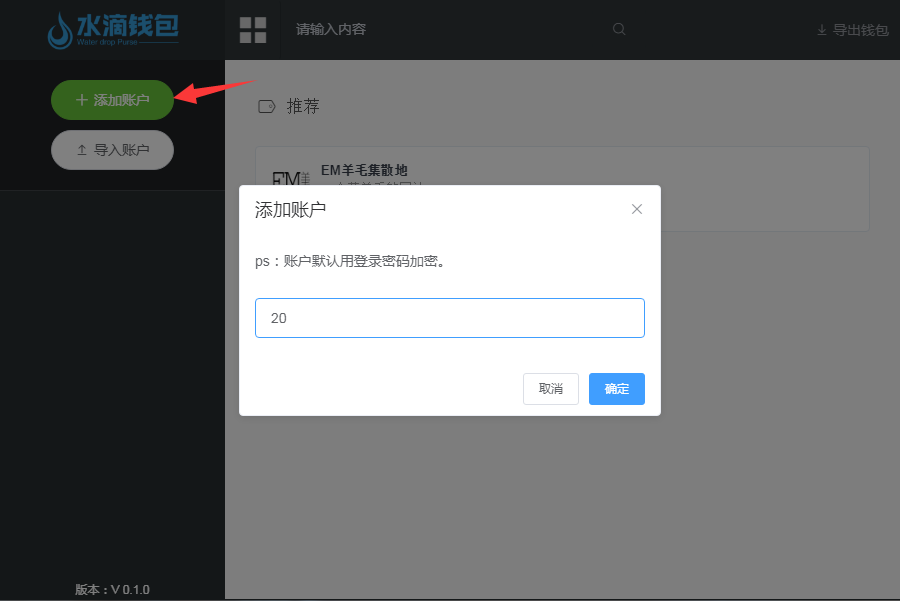 水滴钱包
Water drop Purse
请输入内容
导出钱包
添加账户
导入账户
推荐
EM羊
EM羊毛集散地
添加账户
ps：账户默认用登录密码加密。
20
取消
确定
版本：V 0.1.0